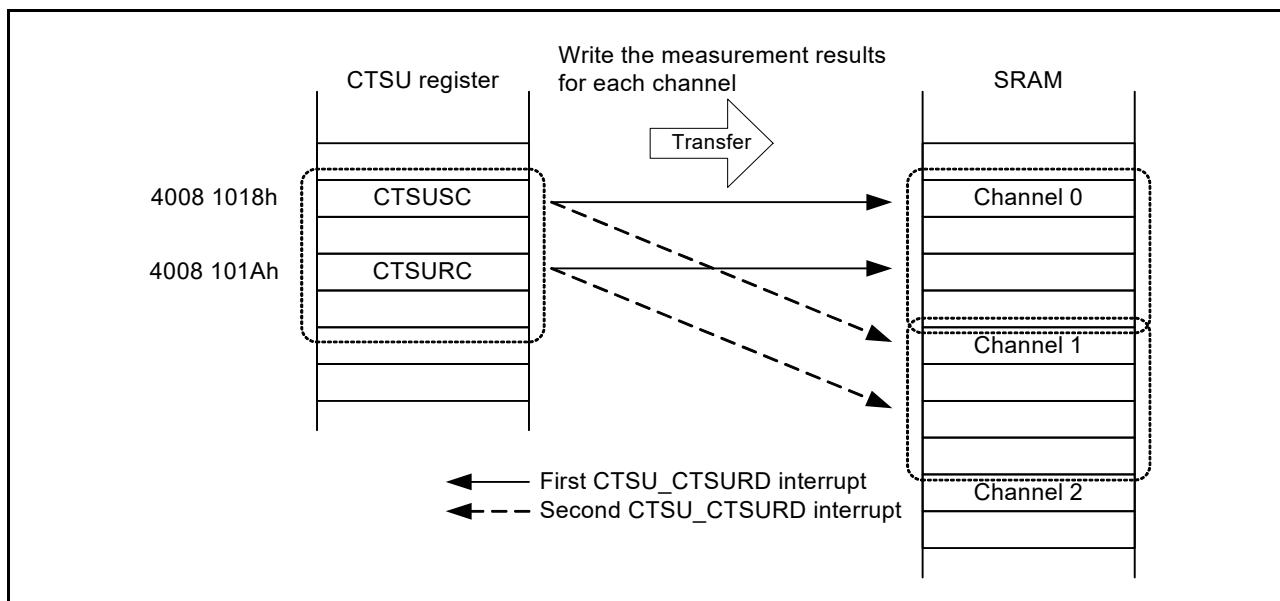 Write the measurement results
for each channel
CTSU register
SRAM
Transfer
4008 1018h
CTSUSC
Channel 0
4008 101Ah
CTSURC
Channel 1
First CTSU_CTSURD interrupt
Second CTSU_CTSURD interrupt
Channel 2